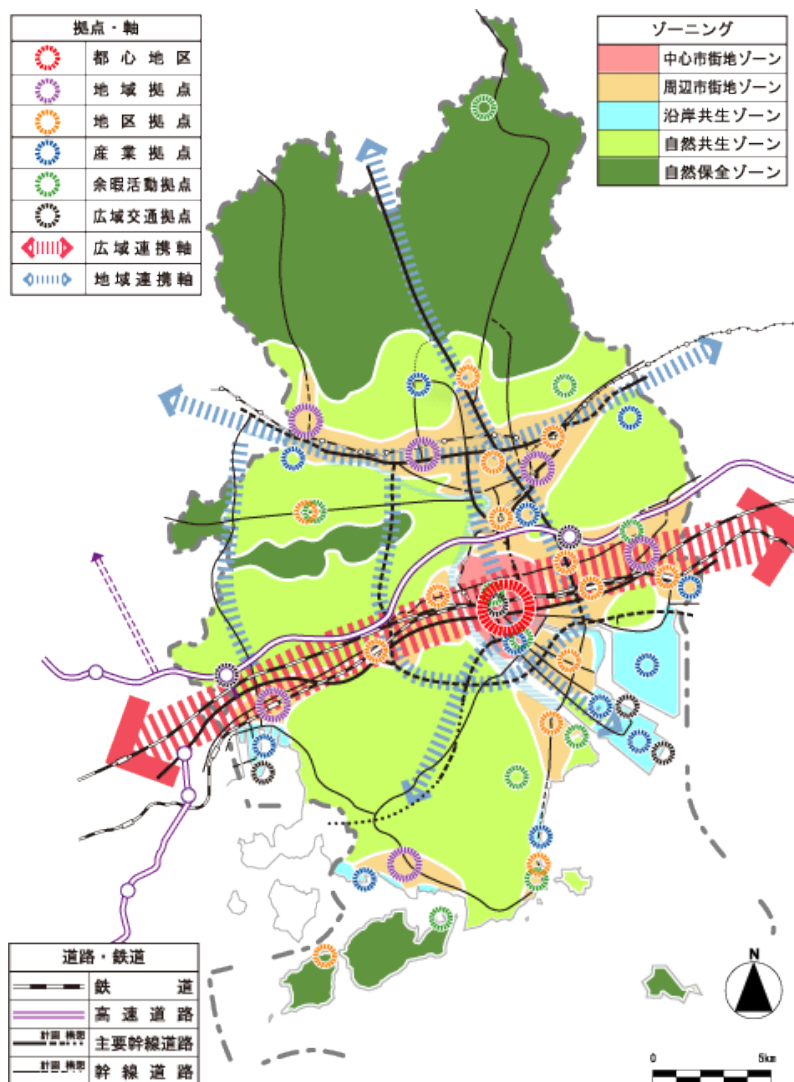 拠点・軸
都心地区
地域拠点
地区拠点
産業拠点
余暇活動拠点
広域交通拠点
広域連携軸
地域連携軸
ゾーニング
中心市街地ゾーン
周辺市街地ゾーン
沿岸共生ゾーン
自然共生ゾーン
自然保全ゾーン
道路・鉄道
鉄道
高速道路
計画 構想
主要幹線道路
計画 構想
幹線道路
N
0 5km